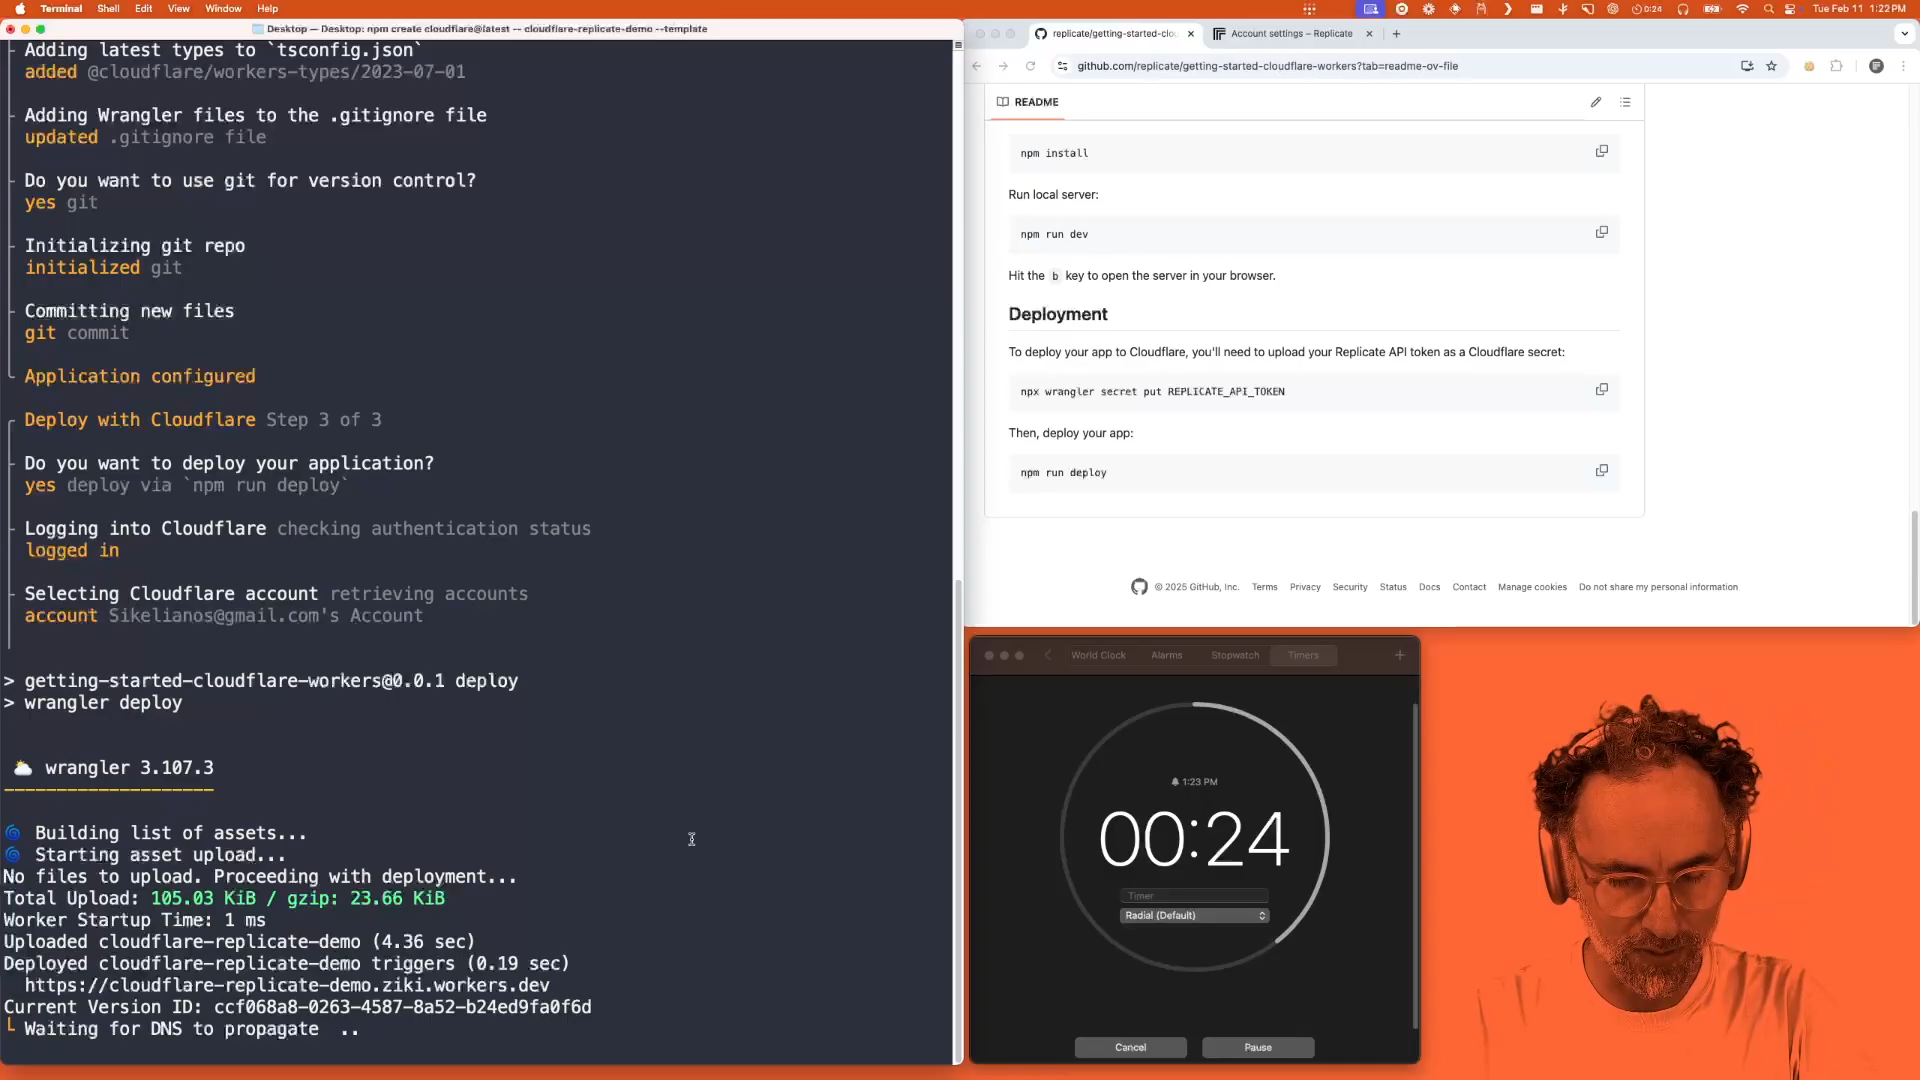 Terminal Shell Edit View Window Help
0:24
Tue Feb 11 1:22 PM
Desktop — Desktop: npm create cloudflare@latest -- cloudflare-replicate-demo --template
Adding latest types to `tsconfig.json`
added @cloudflare/workers-types/2023-07-01
Adding Wrangler files to the .gitignore file
updated .gitignore file
Do you want to use git for version control?
yes git
Initializing git repo
initialized git
Committing new files
git commit
Application configured
Deploy with Cloudflare Step 3 of 3
Do you want to deploy your application?
yes deploy via `npm run deploy`
Logging into Cloudflare checking authentication status
logged in
Selecting Cloudflare account retrieving accounts
account Sikelianos@gmail.com's Account
> getting-started-cloudflare-workers@0.0.1 deploy
> wrangler deploy
wrangler 3.107.3
--------------------
Building list of assets...
Starting asset upload...
No files to upload. Proceeding with deployment...
Total Upload: 105.03 KiB / gzip: 23.66 KiB
Worker Startup Time: 1 ms
Uploaded cloudflare-replicate-demo (4.36 sec)
Deployed cloudflare-replicate-demo triggers (0.19 sec)
https://cloudflare-replicate-demo.ziki.workers.dev
Current Version ID: ccf068a8-0263-4587-8a52-b24ed9fa0f6d
Waiting for DNS to propagate ..
replicate/getting-started-clou
Account settings – Replicate
github.com/replicate/getting-started-cloudflare-workers?tab=readme-ov-file
README
npm install
Run local server:
npm run dev
Hit the b key to open the server in your browser.
Deployment
To deploy your app to Cloudflare, you'll need to upload your Replicate API token as a Cloudflare secret:
npx wrangler secret put REPLICATE_API_TOKEN
Then, deploy your app:
npm run deploy
© 2025 GitHub, Inc. Terms Privacy Security Status Docs Contact Manage cookies Do not share my personal information
World Clock Alarms Stopwatch Timers
1:23 PM
00:24
Timer
Radial (Default)
Cancel Pause